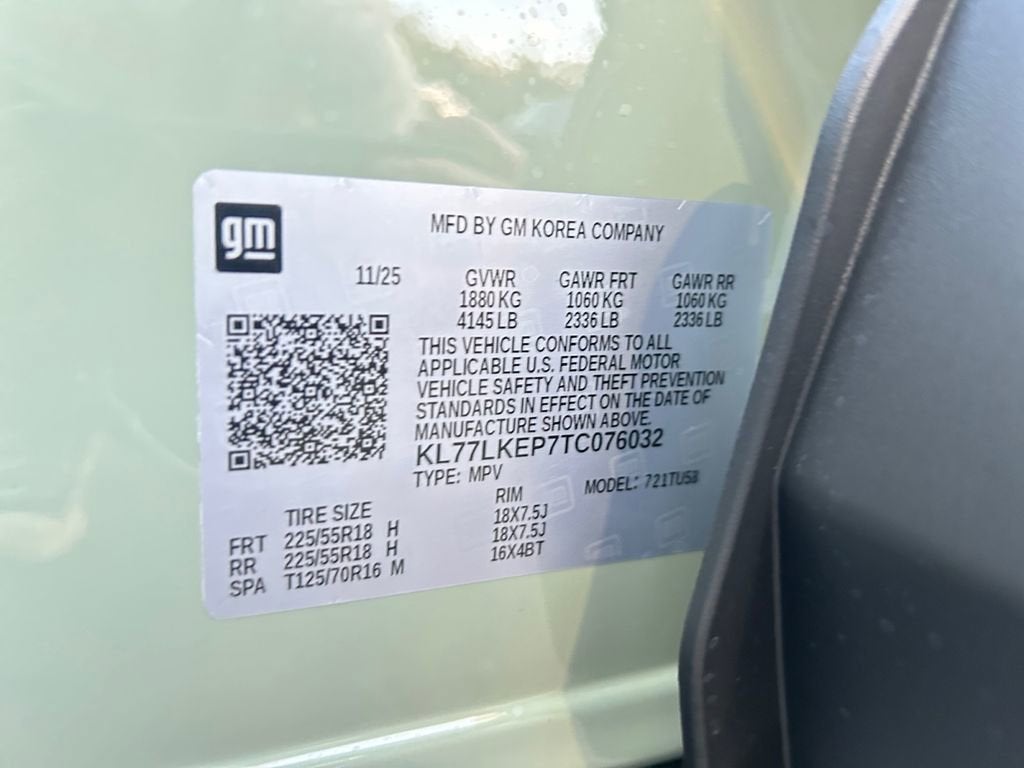 gm
MFD BY GM KOREA COMPANY
11/25 GVWR GAWR FRT GAWR RR
1880 KG 1060 KG 1060 KG
4145 LB 2336 LB 2336 LB
THIS VEHICLE CONFORMS TO ALL
APPLICABLE U.S. FEDERAL MOTOR
VEHICLE SAFETY AND THEFT PREVENTION
STANDARDS IN EFFECT ON THE DATE OF
MANUFACTURE SHOWN ABOVE.
KL77LKEP7TC076032
TYPE: MPV MODEL: 721TU58
TIRE SIZE RIM
FRT 225/55R18 H 18X7.5J
RR 225/55R18 H 18X7.5J
SPA T125/70R16 M 16X4BT